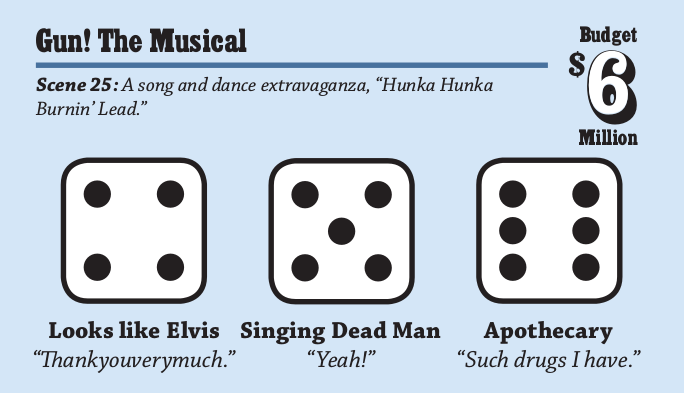 Gun! The Musical
Budget
$6
Million
Scene 25: A song and dance extravaganza, “Hunka Hunka
Burnin’ Lead.”
Looks like Elvis
“Thankyouverymuch.”
Singing Dead Man
“Yeah!”
Apothecary
“Such drugs I have.”